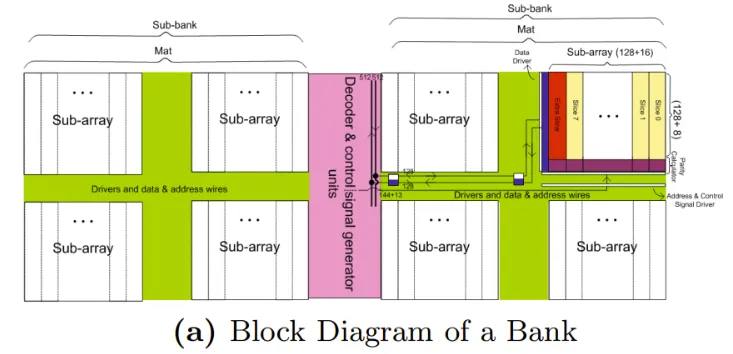 Sub-bank
Mat
Sub-bank
Mat
Data
Driver
Sub-array (128+16)
512
512
Sub-array
Sub-array
Decoder & control signal generator
units
Sub-array
Extra Slice
Slice 7
Slice 1
Slice 0
(128+ 8)
Parity
Calculator
128
128
144+13
Drivers and data & address wires
Drivers and data & address wires
Address & Control
Signal Driver
Sub-array
Sub-array
Sub-array
Sub-array
(a) Block Diagram of a Bank